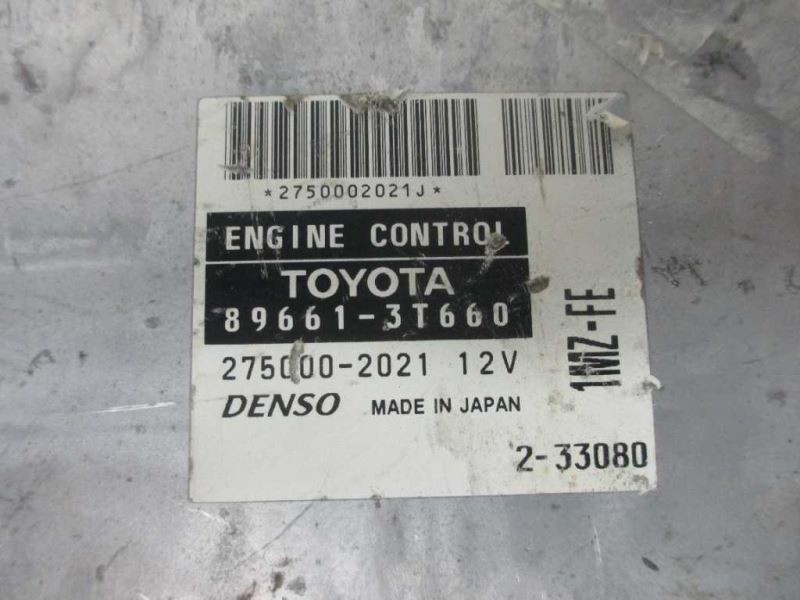 *2750002021J*
ENGINE CONTROL
TOYOTA
89661-3T660
275000-2021 12V
DENSO MADE IN JAPAN
2-33080
1MZ-FE